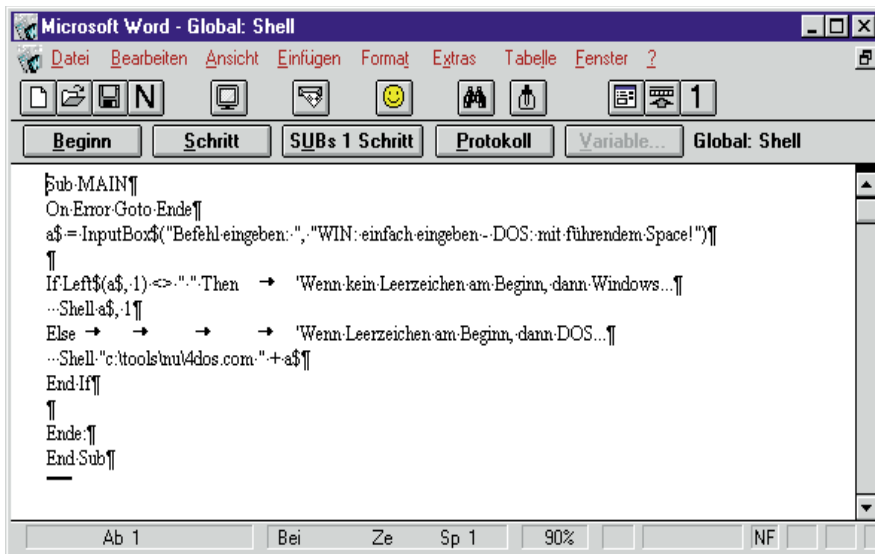 Microsoft Word - Global: Shell
Datei Bearbeiten Ansicht Einfügen Format Extras Tabelle Fenster ?
N 1
Beginn Schritt SUBs 1 Schritt Protokoll Variable... Global: Shell
Sub·MAIN¶
On·Error·Goto·Ende¶
a$·=·InputBox$("Befehl·eingeben:·",·"WIN:·einfach·eingeben·-·DOS:·mit·führendem·Space!")¶
¶
If·Left$(a$,·1)·<>·"·"·Then → 'Wenn·kein·Leerzeichen·am·Beginn,·dann·Windows...¶
···Shell·a$,·1¶
Else → → → → 'Wenn·Leerzeichen·am·Beginn,·dann·DOS...¶
···Shell·"c:\tools\nu\4dos.com·"·+·a$¶
End·If¶
¶
Ende:¶
End·Sub¶
Ab 1 Bei Ze Sp 1 90% NF